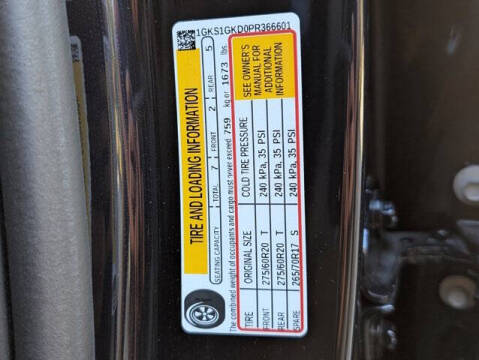 1GKS1GKD0PR366601
TIRE AND LOADING INFORMATION
SEATING CAPACITY TOTAL 7 FRONT 2 REAR 5
The combined weight of occupants and cargo must never exceed 759 kg or 1673 lbs.
TIRE ORIGINAL SIZE COLD TIRE PRESSURE
FRONT 275/60R20 T 240 kPa, 35 PSI
REAR 275/60R20 T 240 kPa, 35 PSI
SPARE 265/70R17 S 240 kPa, 35 PSI
SEE OWNER'S
MANUAL FOR
ADDITIONAL
INFORMATION